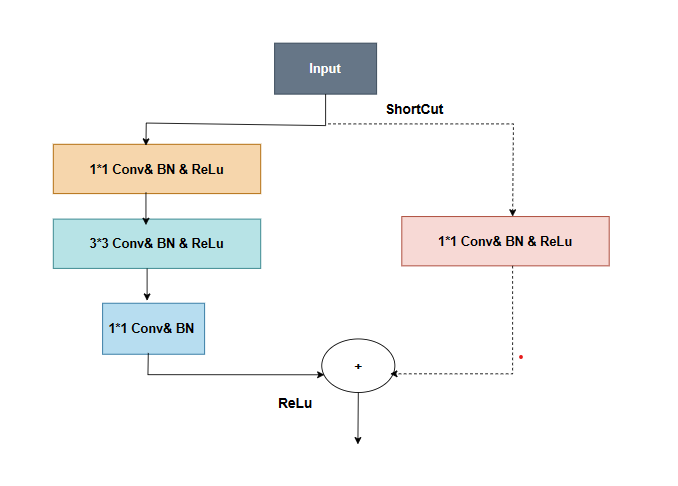 Input
ShortCut
1*1 Conv& BN & ReLu
3*3 Conv& BN & ReLu
1*1 Conv& BN & ReLu
1*1 Conv& BN
+
ReLu